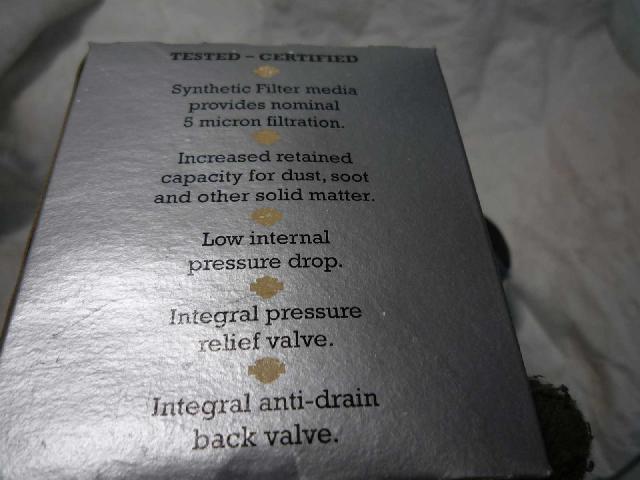 TESTED – CERTIFIED
Synthetic Filter media
provides nominal
5 micron filtration.
Increased retained
capacity for dust, soot
and other solid matter.
Low internal
pressure drop.
Integral pressure
relief valve.
Integral anti-drain
back valve.